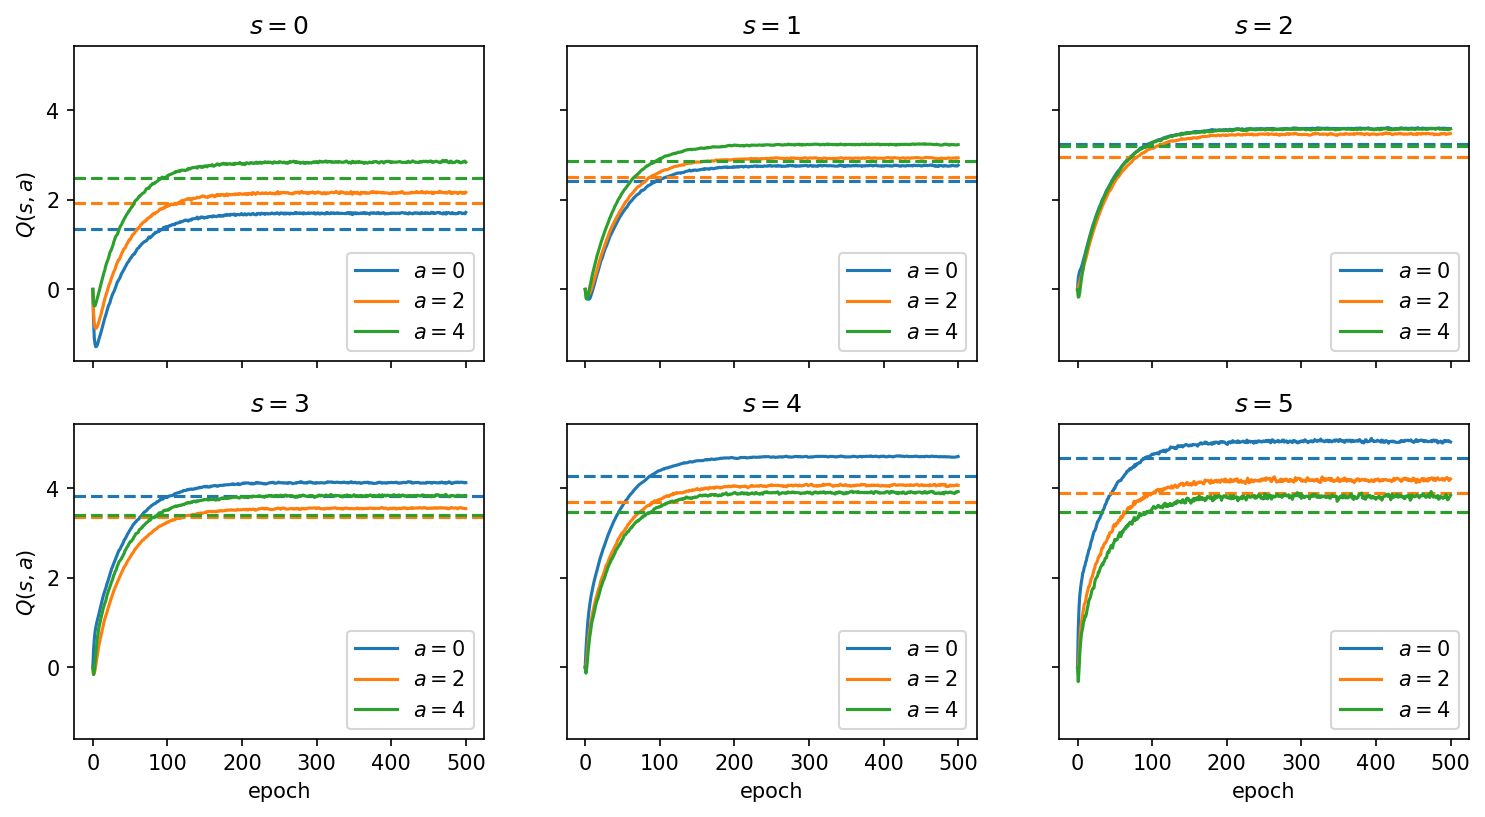 s = 0
s = 1
s = 2
4
2
0
Q(s, a)
a = 0
a = 2
a = 4
a = 0
a = 2
a = 4
a = 0
a = 2
a = 4
s = 3
s = 4
s = 5
4
2
0
Q(s, a)
a = 0
a = 2
a = 4
a = 0
a = 2
a = 4
a = 0
a = 2
a = 4
0 100 200 300 400 500
0 100 200 300 400 500
0 100 200 300 400 500
epoch
epoch
epoch